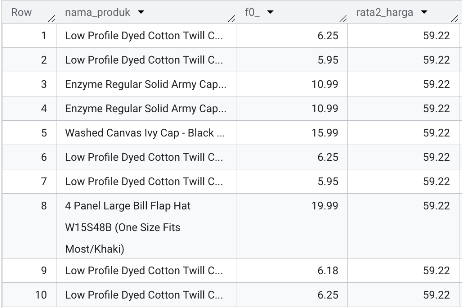 Row nama_produk f0_ rata2_harga
1 Low Profile Dyed Cotton Twill C... 6.25 59.22
2 Low Profile Dyed Cotton Twill C... 5.95 59.22
3 Enzyme Regular Solid Army Cap... 10.99 59.22
4 Enzyme Regular Solid Army Cap... 10.99 59.22
5 Washed Canvas Ivy Cap - Black ... 15.99 59.22
6 Low Profile Dyed Cotton Twill C... 6.25 59.22
7 Low Profile Dyed Cotton Twill C... 5.95 59.22
8 4 Panel Large Bill Flap Hat 19.99 59.22
W15S48B (One Size Fits
Most/Khaki)
9 Low Profile Dyed Cotton Twill C... 6.18 59.22
10 Low Profile Dyed Cotton Twill C... 6.25 59.22